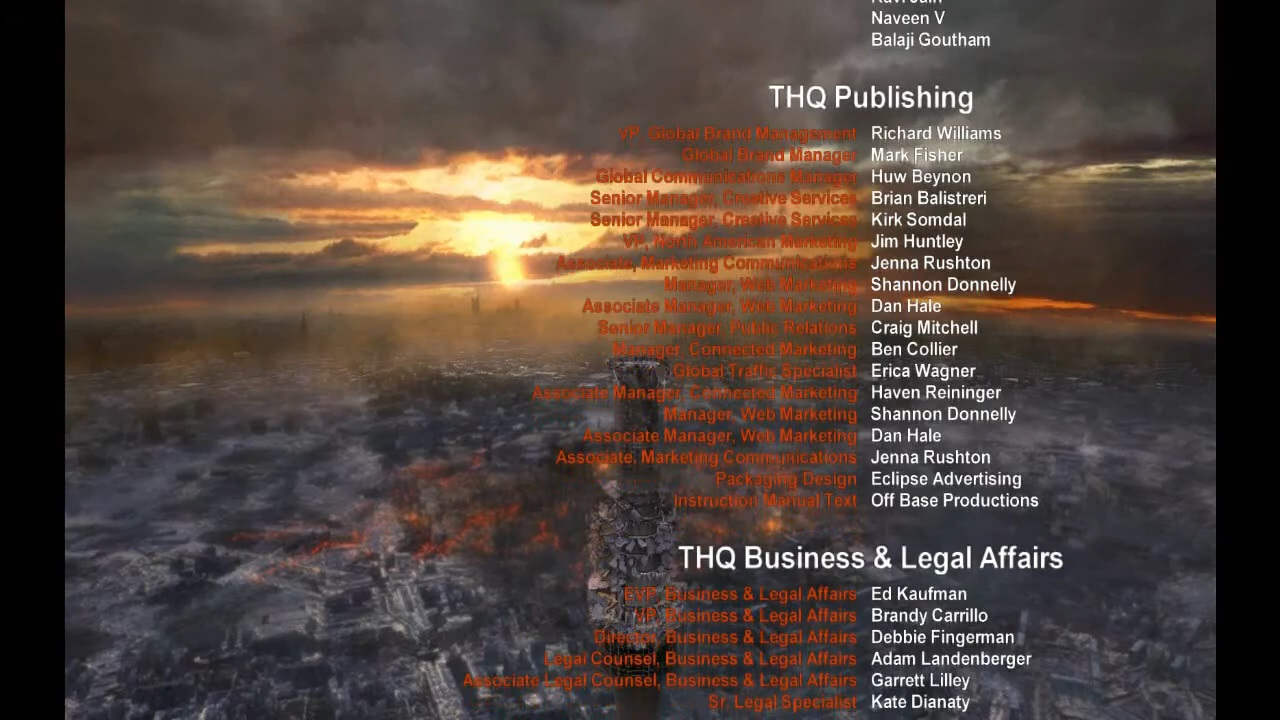 Naveen V
Balaji Goutham
THQ Publishing
VP, Global Brand Management Richard Williams
Global Brand Manager Mark Fisher
Global Communications Manager Huw Beynon
Senior Manager, Creative Services Brian Balistreri
Senior Manager, Creative Services Kirk Somdal
VP, North American Marketing Jim Huntley
Associate, Marketing Communications Jenna Rushton
Manager, Web Marketing Shannon Donnelly
Associate Manager, Web Marketing Dan Hale
Senior Manager, Public Relations Craig Mitchell
Manager, Connected Marketing Ben Collier
Global Traffic Specialist Erica Wagner
Associate Manager, Connected Marketing Haven Reininger
Manager, Web Marketing Shannon Donnelly
Associate Manager, Web Marketing Dan Hale
Associate, Marketing Communications Jenna Rushton
Packaging Design Eclipse Advertising
Instruction Manual Text Off Base Productions
THQ Business & Legal Affairs
EVP, Business & Legal Affairs Ed Kaufman
VP, Business & Legal Affairs Brandy Carrillo
Director, Business & Legal Affairs Debbie Fingerman
Legal Counsel, Business & Legal Affairs Adam Landenberger
Associate Legal Counsel, Business & Legal Affairs Garrett Lilley
Sr. Legal Specialist Kate Dianaty